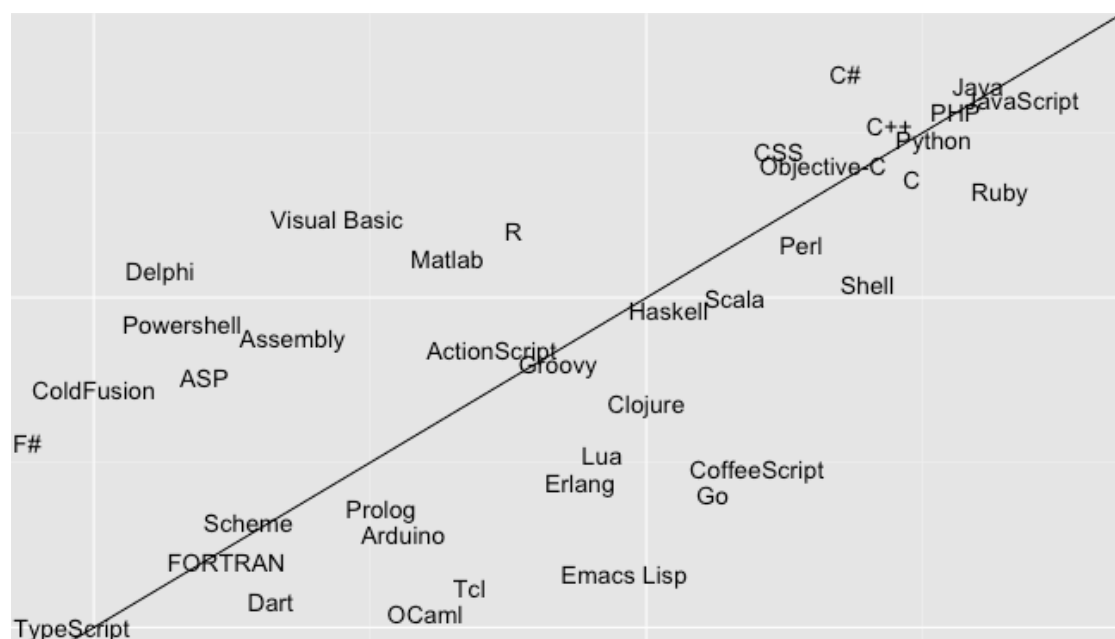 C#
Java
JavaScript
PHP
C++
Python
CSS
Objective-C
C
Ruby
Visual Basic
R
Perl
Matlab
Delphi
Shell
Scala
Haskell
Powershell
Assembly
ActionScript
Groovy
ASP
ColdFusion
Clojure
F#
Lua
CoffeeScript
Erlang
Go
Prolog
Scheme
Arduino
FORTRAN
Emacs Lisp
Tcl
Dart
OCaml
TypeScript